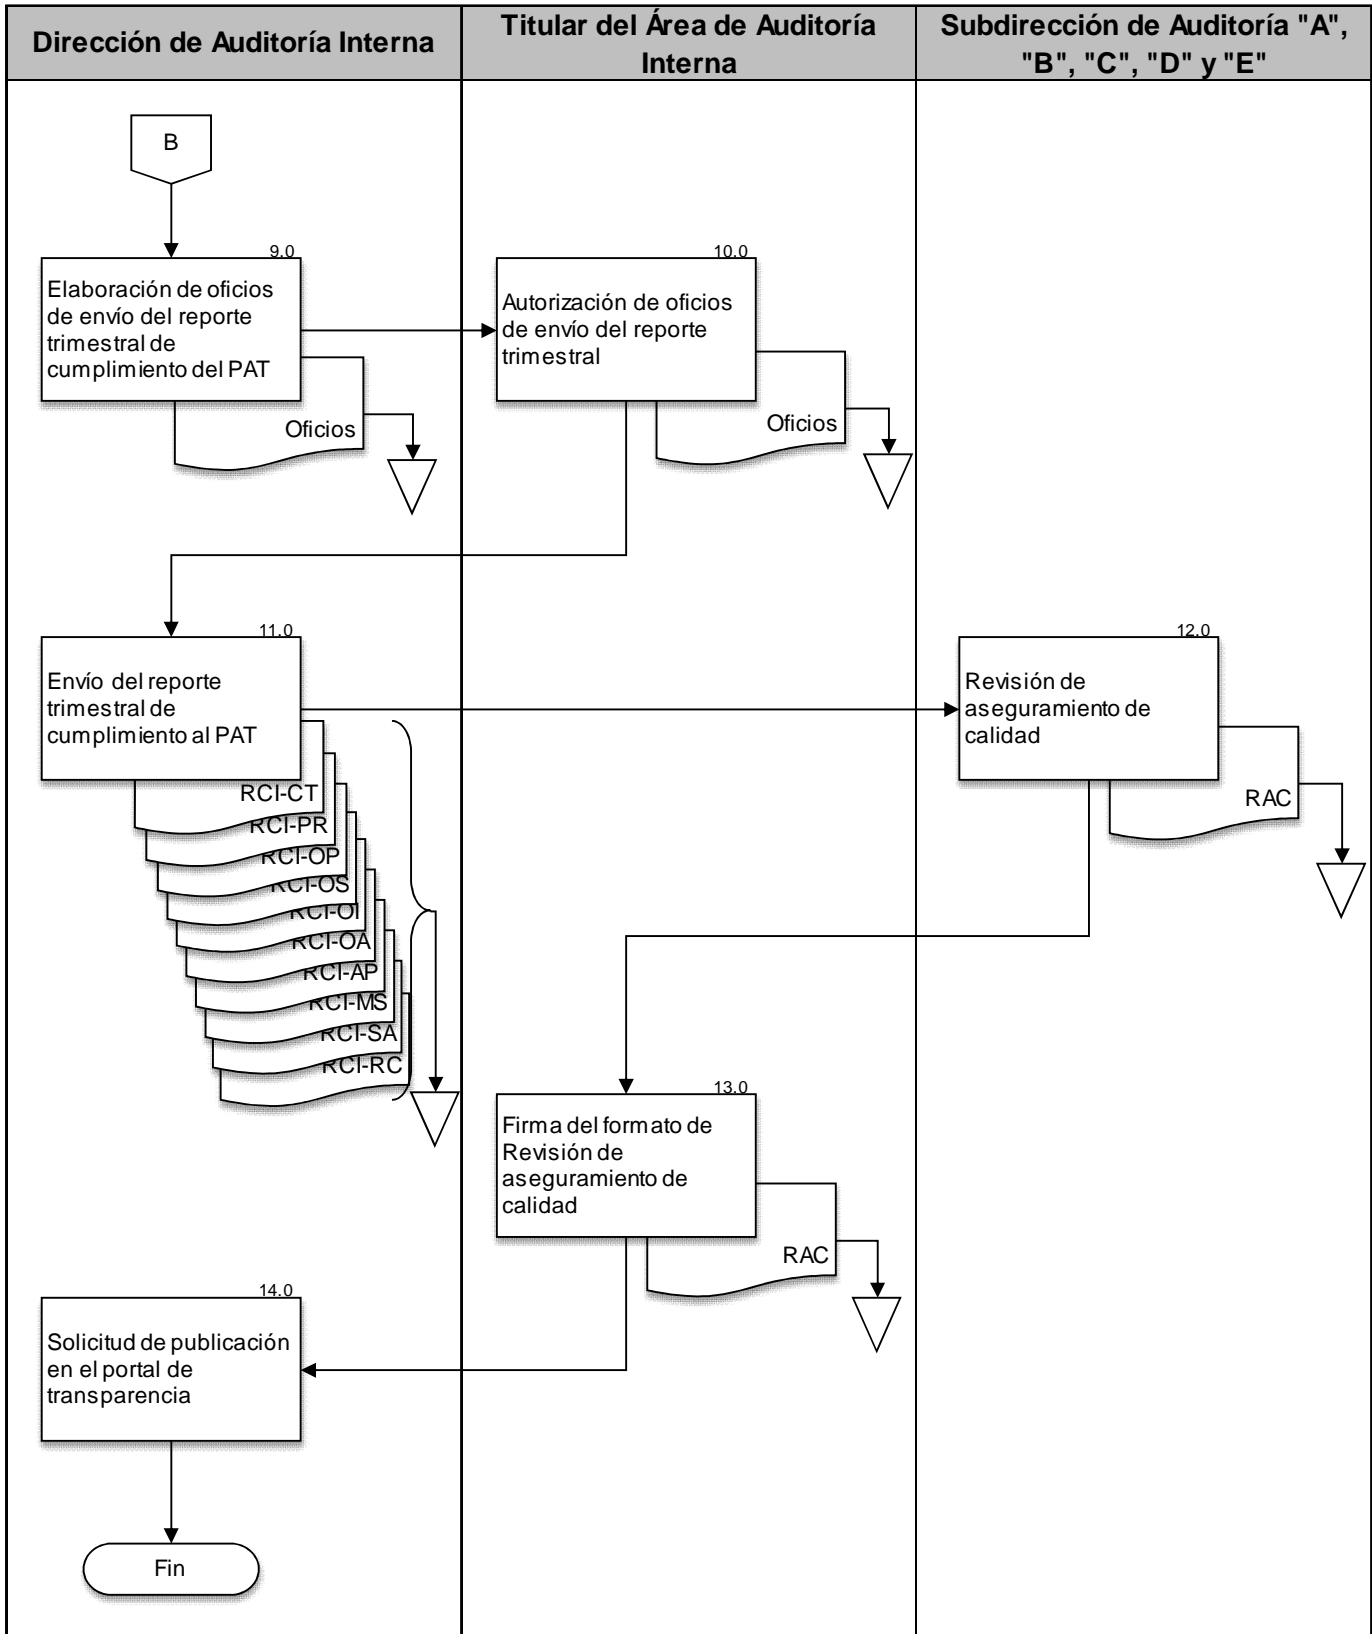 Dirección de Auditoría Interna
Titular del Área de Auditoría
Interna
Subdirección de Auditoría "A",
"B", "C", "D" y "E"
B
9.0
Elaboración de oficios
de envío del reporte
trimestral de
cumplimiento del PAT
Oficios
10.0
Autorización de oficios
de envío del reporte
trimestral
Oficios
11.0
Envío del reporte
trimestral de
cumplimiento al PAT
RCI-CT
RCI-PR
RCI-OP
RCI-OS
RCI-OI
RCI-OA
RCI-AP
RCI-MS
RCI-SA
RCI-RC
12.0
Revisión de
aseguramiento de
calidad
RAC
13.0
Firma del formato de
Revisión de
aseguramiento de
calidad
RAC
14.0
Solicitud de publicación
en el portal de
transparencia
Fin